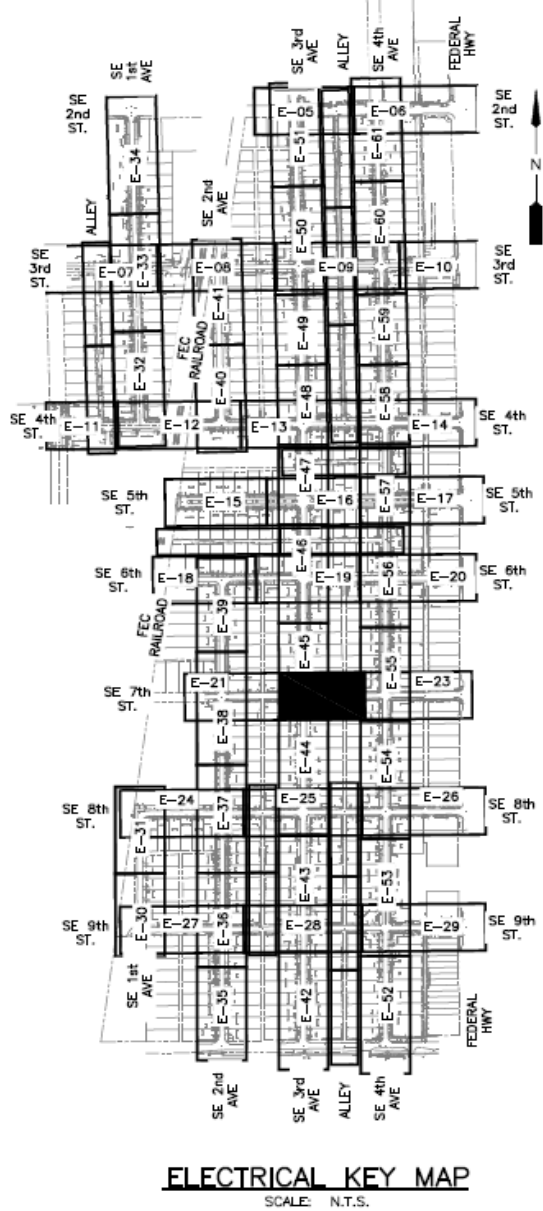 SE 1st
AVE
SE 3rd
AVE
ALLEY
SE 4th
AVE
FEDERAL
HWY
SE
2nd
ST.
E-05
E-06
SE
2nd
ST.
E-51
E-61
E-34
N
SE 2nd
AVE
ALLEY
E-50
E-60
SE
3rd
ST.
E-07
E-33
E-08
E-09
E-10
SE
3rd
ST.
E-41
E-49
E-59
FEC
RAILROAD
E-32
E-40
E-48
E-58
SE 4th
ST.
E-11
E-12
E-13
E-14
SE 4th
ST.
E-47
E-57
SE 5th
ST.
E-15
E-16
E-17
SE 5th
ST.
E-46
E-56
SE 6th
ST.
E-18
E-19
E-20
SE 6th
ST.
FEC
RAILROAD
E-39
E-45
E-55
SE 7th
ST.
E-21
E-23
SE 7th
ST.
E-38
E-44
E-54
SE 8th
ST.
E-24
E-37
E-25
E-26
SE 8th
ST.
E-31
E-43
E-53
SE 9th
ST.
E-30
E-27
E-36
E-28
E-29
SE 9th
ST.
SE 1st
AVE
E-35
E-42
E-52
FEDERAL
HWY
SE 2nd
AVE
SE 3rd
AVE
ALLEY
SE 4th
AVE
ELECTRICAL KEY MAP
SCALE: N.T.S.